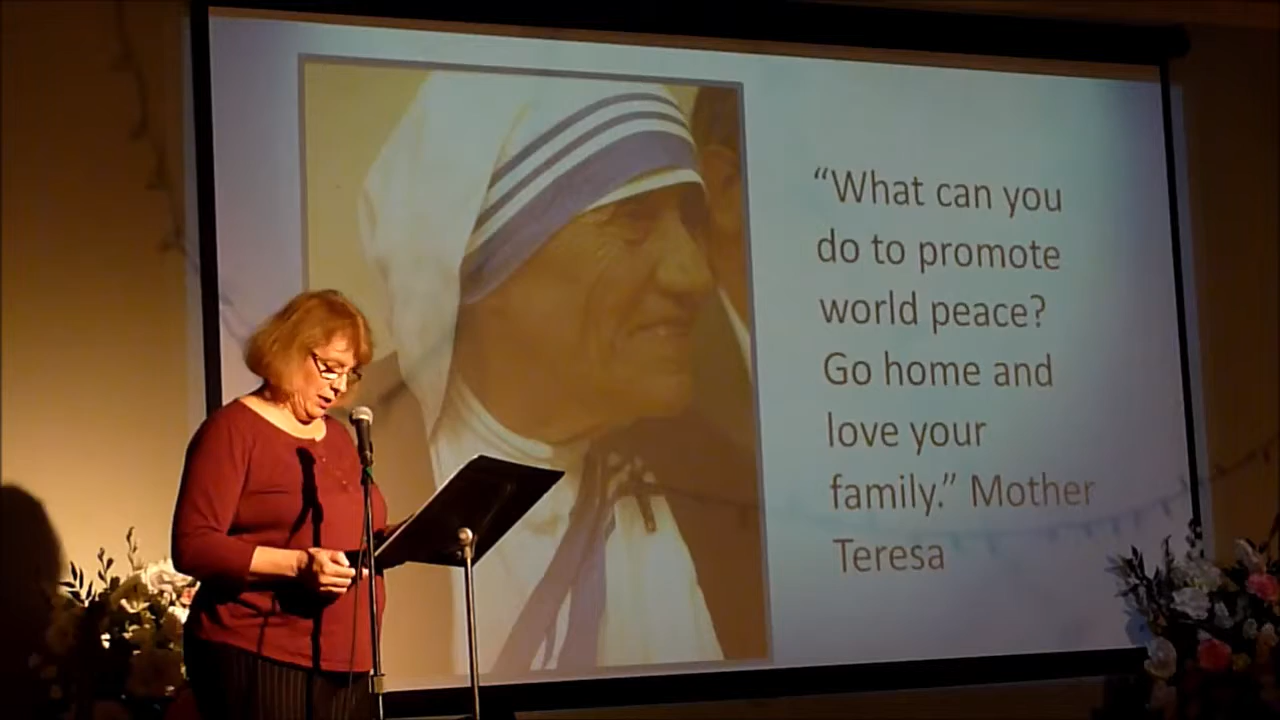 “What can you
do to promote
world peace?
Go home and
love your
family.” Mother
Teresa